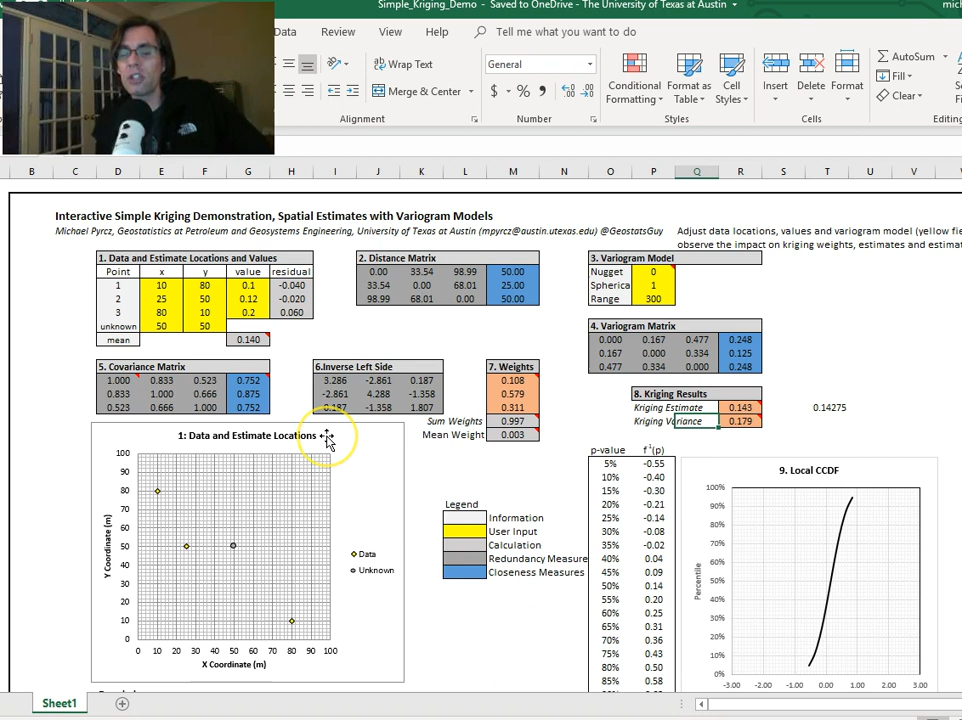 Simple_Kriging_Demo - Saved to OneDrive - The University of Texas at Austin
Data Review View Help Tell me what you want to do
Wrap Text General AutoSum
Merge & Center $ % Conditional Formatting Format as Table Cell Styles Insert Delete Format Fill
Clear
Alignment Number Styles Cells
B C D E F G H I J K L M N O P Q R S T U V
Interactive Simple Kriging Demonstration, Spatial Estimates with Variogram Models
Michael Pyrcz, Geostatistics at Petroleum and Geosystems Engineering, University of Texas at Austin (mpyrcz@austin.utexas.edu) @GeostatsGuy
Adjust data locations, values and variogram model (yellow
observe the impact on kriging weights, estimates and
1. Data and Estimate Locations and Values
Point x y value residual
1 10 80 0.1 -0.040
2 25 50 0.12 -0.020
3 80 10 0.2 0.060
unknown 50 50
mean 0.140
2. Distance Matrix
0.00 33.54 98.99 50.00
33.54 0.00 68.01 25.00
98.99 68.01 0.00 50.00
3. Variogram Model
Nugget 0
Spherica 1
Range 300
4. Variogram Matrix
0.000 0.167 0.477 0.248
0.167 0.000 0.334 0.125
0.477 0.334 0.000 0.248
5. Covariance Matrix
1.000 0.833 0.523 0.752
0.833 1.000 0.666 0.875
0.523 0.666 1.000 0.752
6.Inverse Left Side
3.286 -2.861 0.187
-2.861 4.288 -1.358
0.187 -1.358 1.807
7. Weights
0.108
0.579
0.311
Sum Weights 0.997
Mean Weight 0.003
8. Kriging Results
Kriging Estimate 0.143 0.14275
Kriging Variance 0.179
1: Data and Estimate Locations
100
90
80
70
60
50
40
30
20
10
0
Y Coordinate (m)
0 10 20 30 40 50 60 70 80 90 100
X Coordinate (m)
Data
Unknown
Legend
Information
User Input
Calculation
Redundancy Measure
Closeness Measures
p-value f⁻¹(p)
5% -0.55
10% -0.40
15% -0.30
20% -0.21
25% -0.14
30% -0.08
35% -0.02
40% 0.04
45% 0.09
50% 0.14
55% 0.20
60% 0.25
65% 0.31
70% 0.36
75% 0.43
80% 0.50
85% 0.58
9. Local CCDF
100%
90%
80%
70%
60%
50%
40%
30%
20%
10%
0%
Percentile
-3.00 -2.00 -1.00 0.00 1.00 2.00 3.00
Sheet1